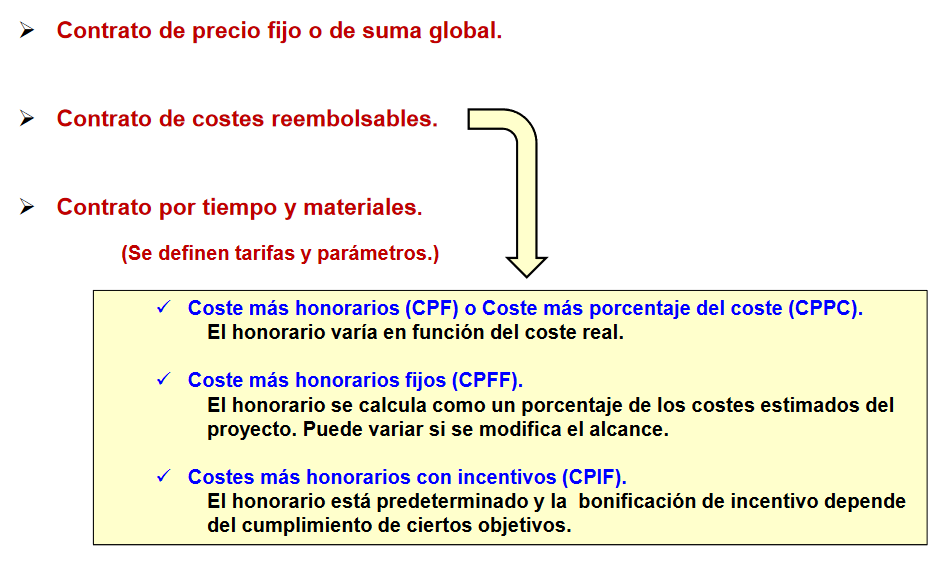 Contrato de precio fijo o de suma global.
Contrato de costes reembolsables.
Contrato por tiempo y materiales.
(Se definen tarifas y parámetros.)
Coste más honorarios (CPF) o Coste más porcentaje del coste (CPPC).
El honorario varía en función del coste real.
Coste más honorarios fijos (CPFF).
El honorario se calcula como un porcentaje de los costes estimados del
proyecto. Puede variar si se modifica el alcance.
Costes más honorarios con incentivos (CPIF).
El honorario está predeterminado y la bonificación de incentivo depende
del cumplimiento de ciertos objetivos.